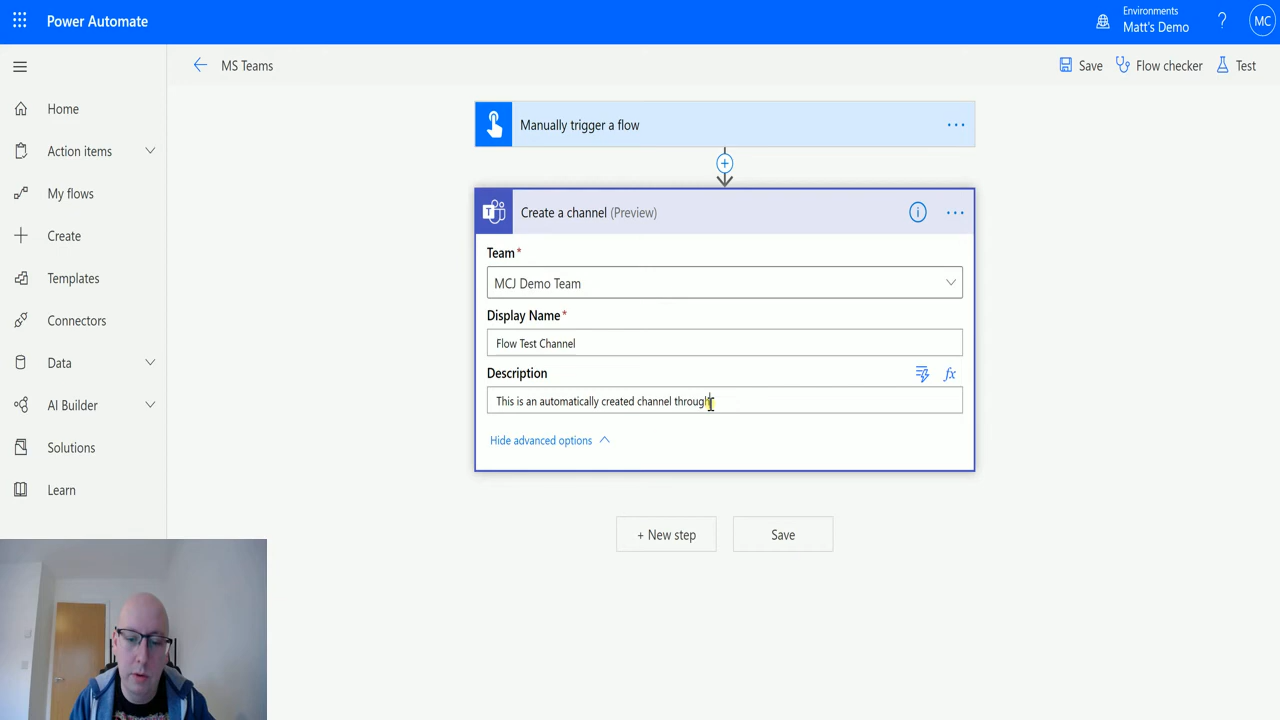 Power Automate
Environments
Matt's Demo
?
MC
MS Teams
Save
Flow checker
Test
Home
Action items
My flows
Create
Templates
Connectors
Data
AI Builder
Solutions
Learn
Manually trigger a flow
Create a channel (Preview)
Team *
MCJ Demo Team
Display Name *
Flow Test Channel
Description
fx
This is an automatically created channel through
Hide advanced options
+ New step
Save